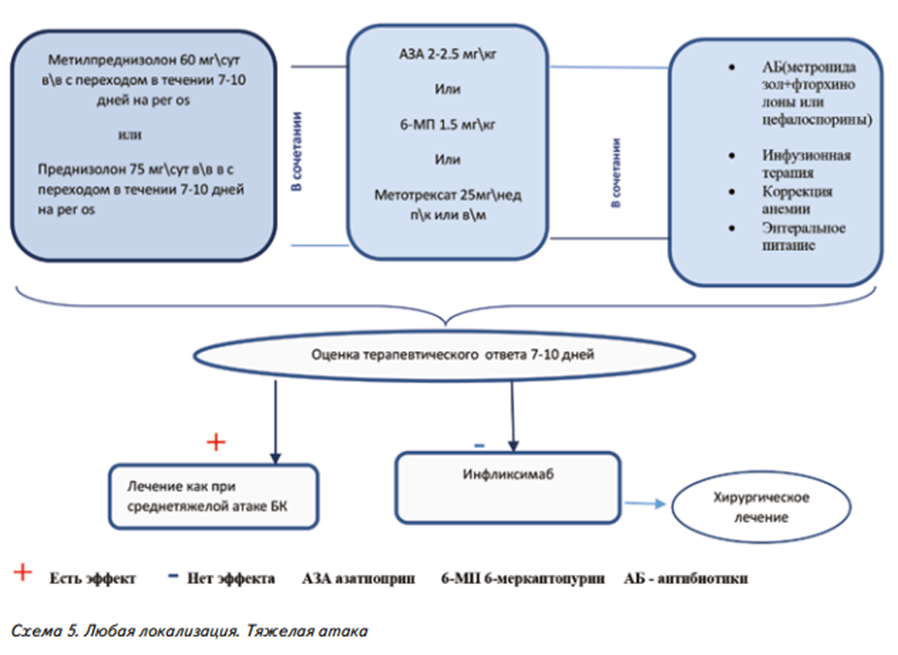 Метилпреднизолон 60 мг\сут
в\в с переходом в течении 7-10
дней на per os
или
Преднизолон 75 мг\сут в\в в с
переходом в течении 7-10 дней
на per os
В сочетании
АЗА 2-2.5 мг\кг
Или
6-МП 1.5 мг\кг
Или
Метотрексат 25мг\нед
п\к или в\м
В сочетании
• АБ(метронида
зол+фторхино
лоны или
цефалоспорины)
• Инфузионная
терапия
• Коррекция
анемии
• Энтеральное
питание
Оценка терапевтического ответа 7-10 дней
+
−
Лечение как при
среднетяжелой атаке БК
Инфликсимаб
Хирургическое
лечение
+ Есть эффект − Нет эффекта АЗА азатиоприн 6-МП 6-меркаптопурин АБ - антибиотики
Схема 5. Любая локализация. Тяжелая атака